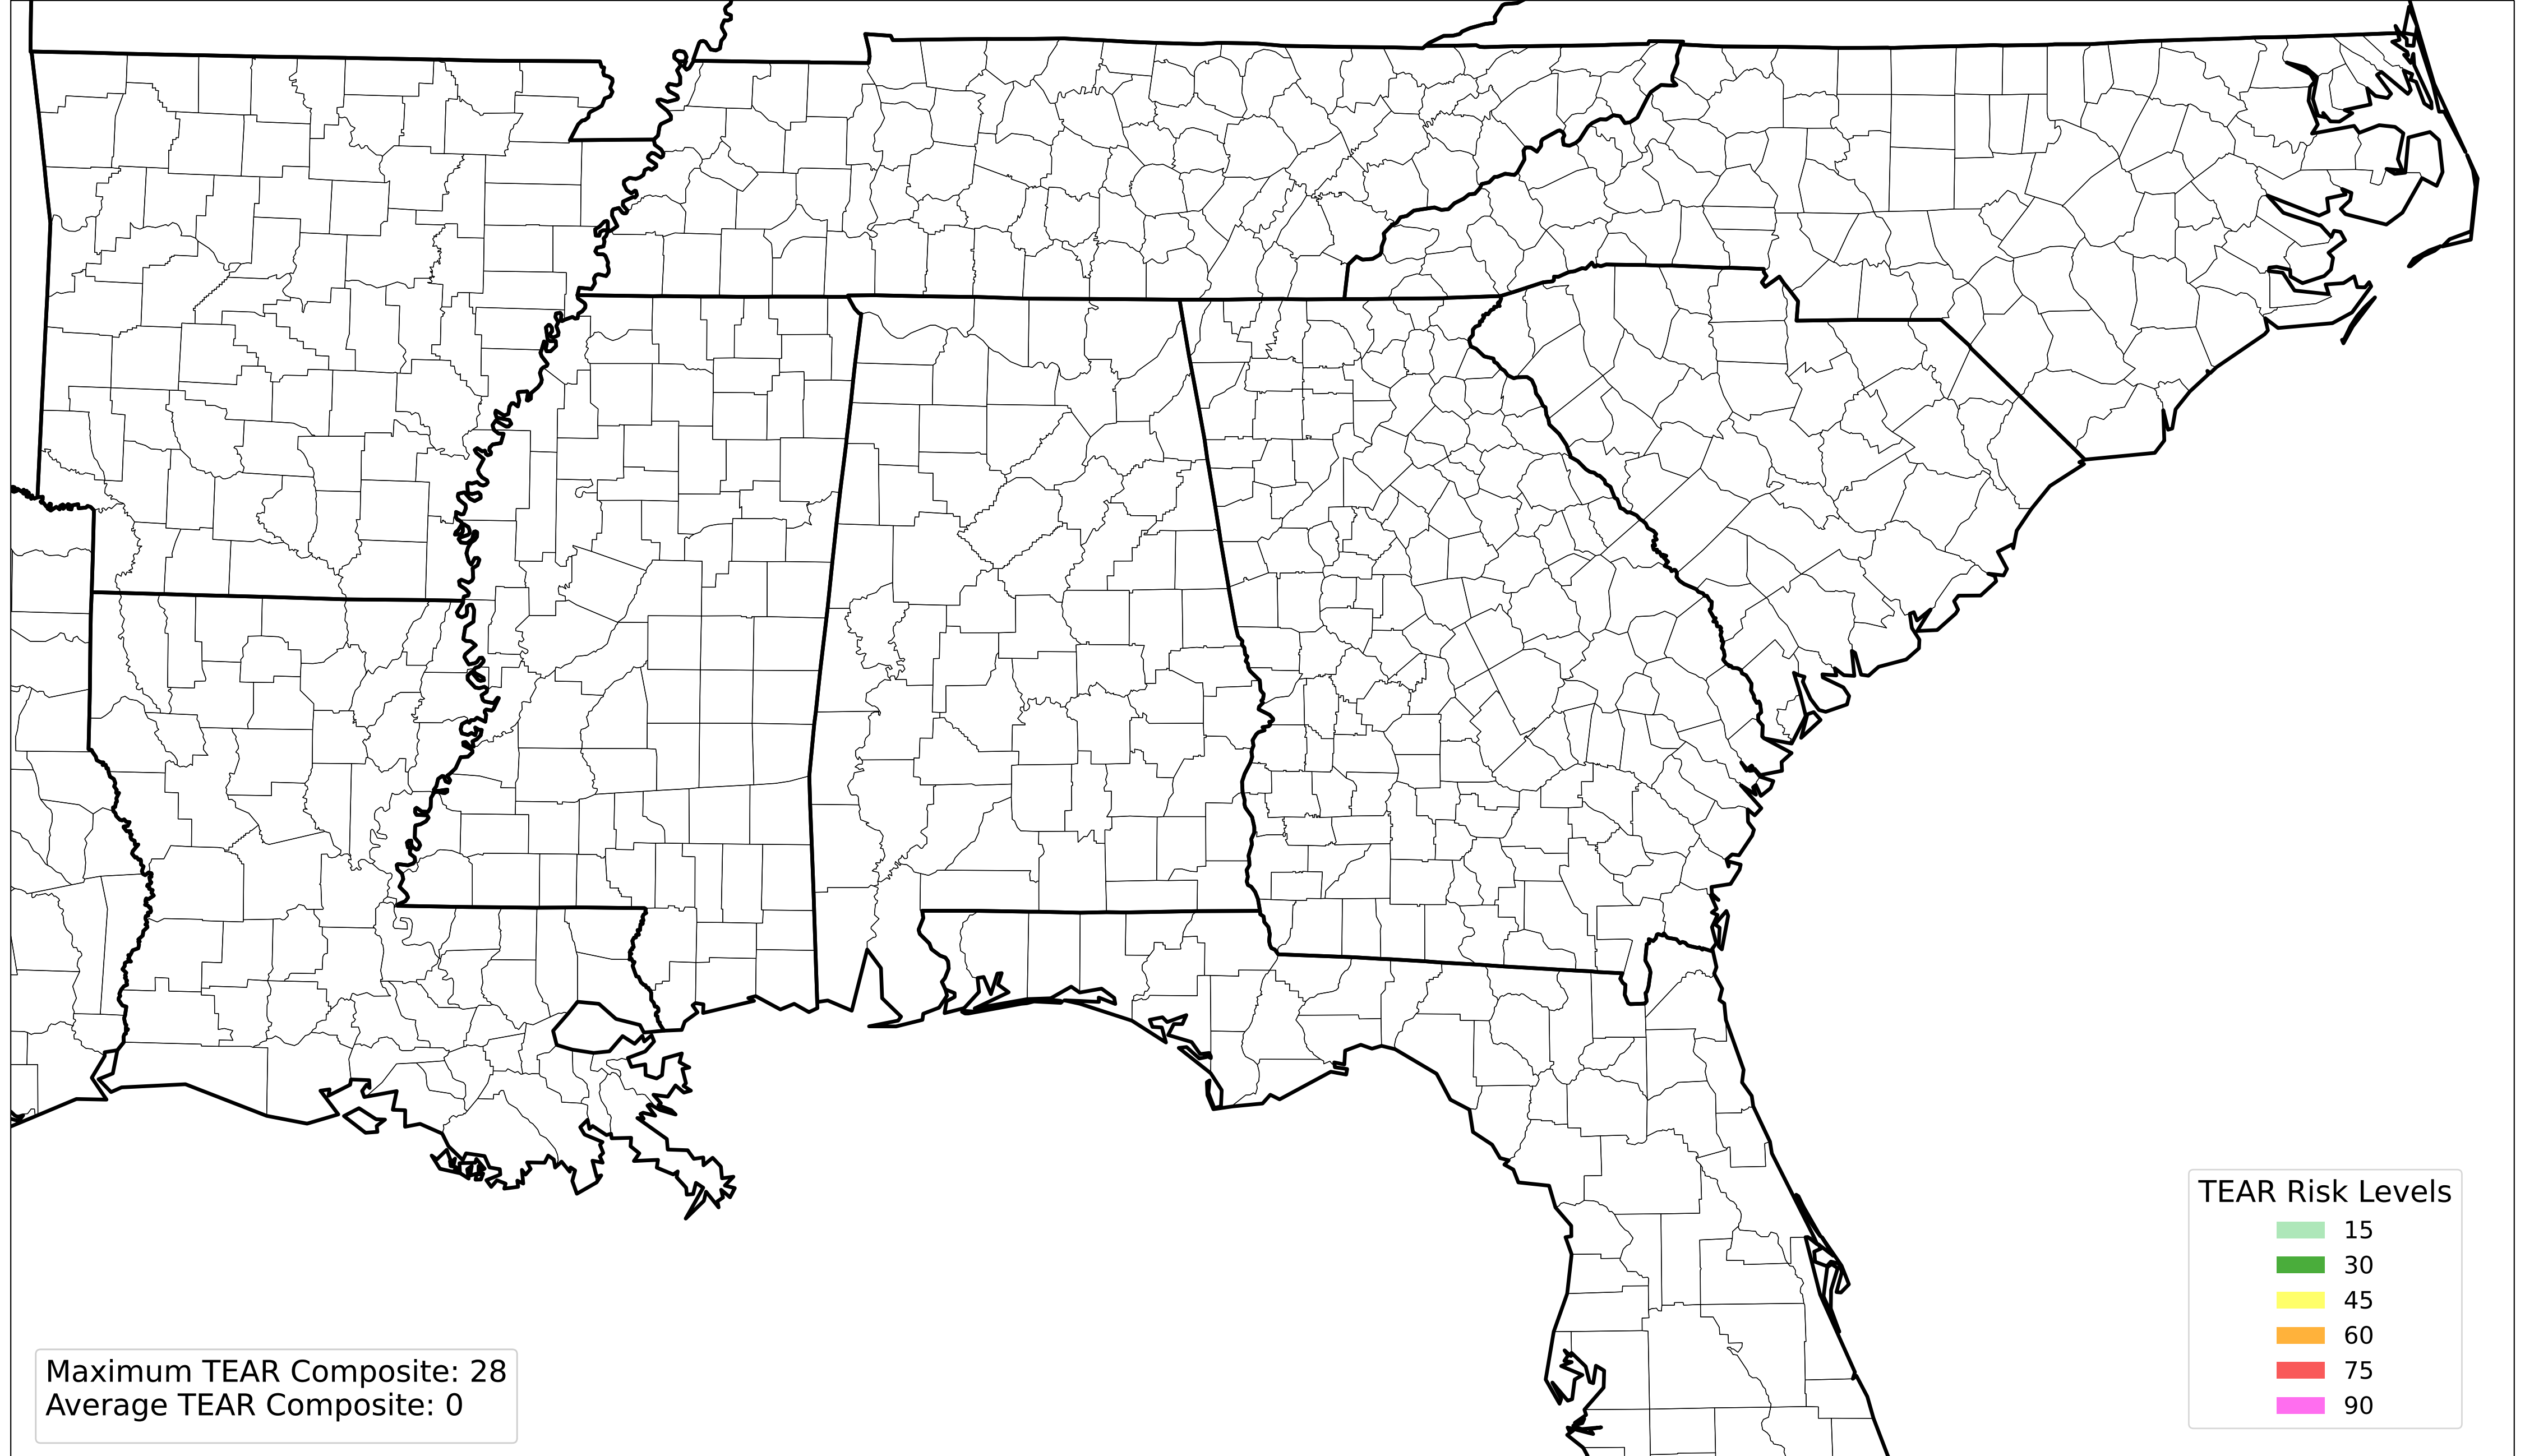 TEAR Risk Levels
15
30
45
60
75
90
Maximum TEAR Composite: 28
Average TEAR Composite: 0